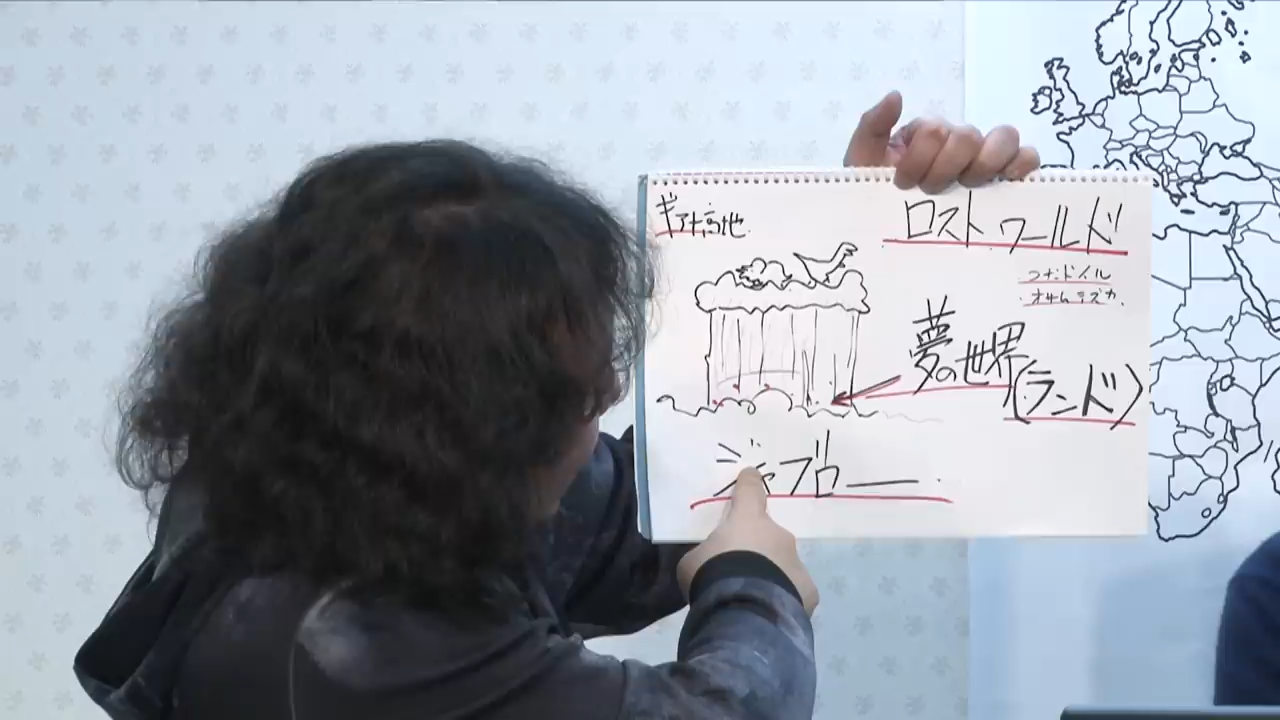 ギアナ高地
ロストワールド
コナンドイル
オサムテズカ
夢の世界
(ランド)
ジャブロー